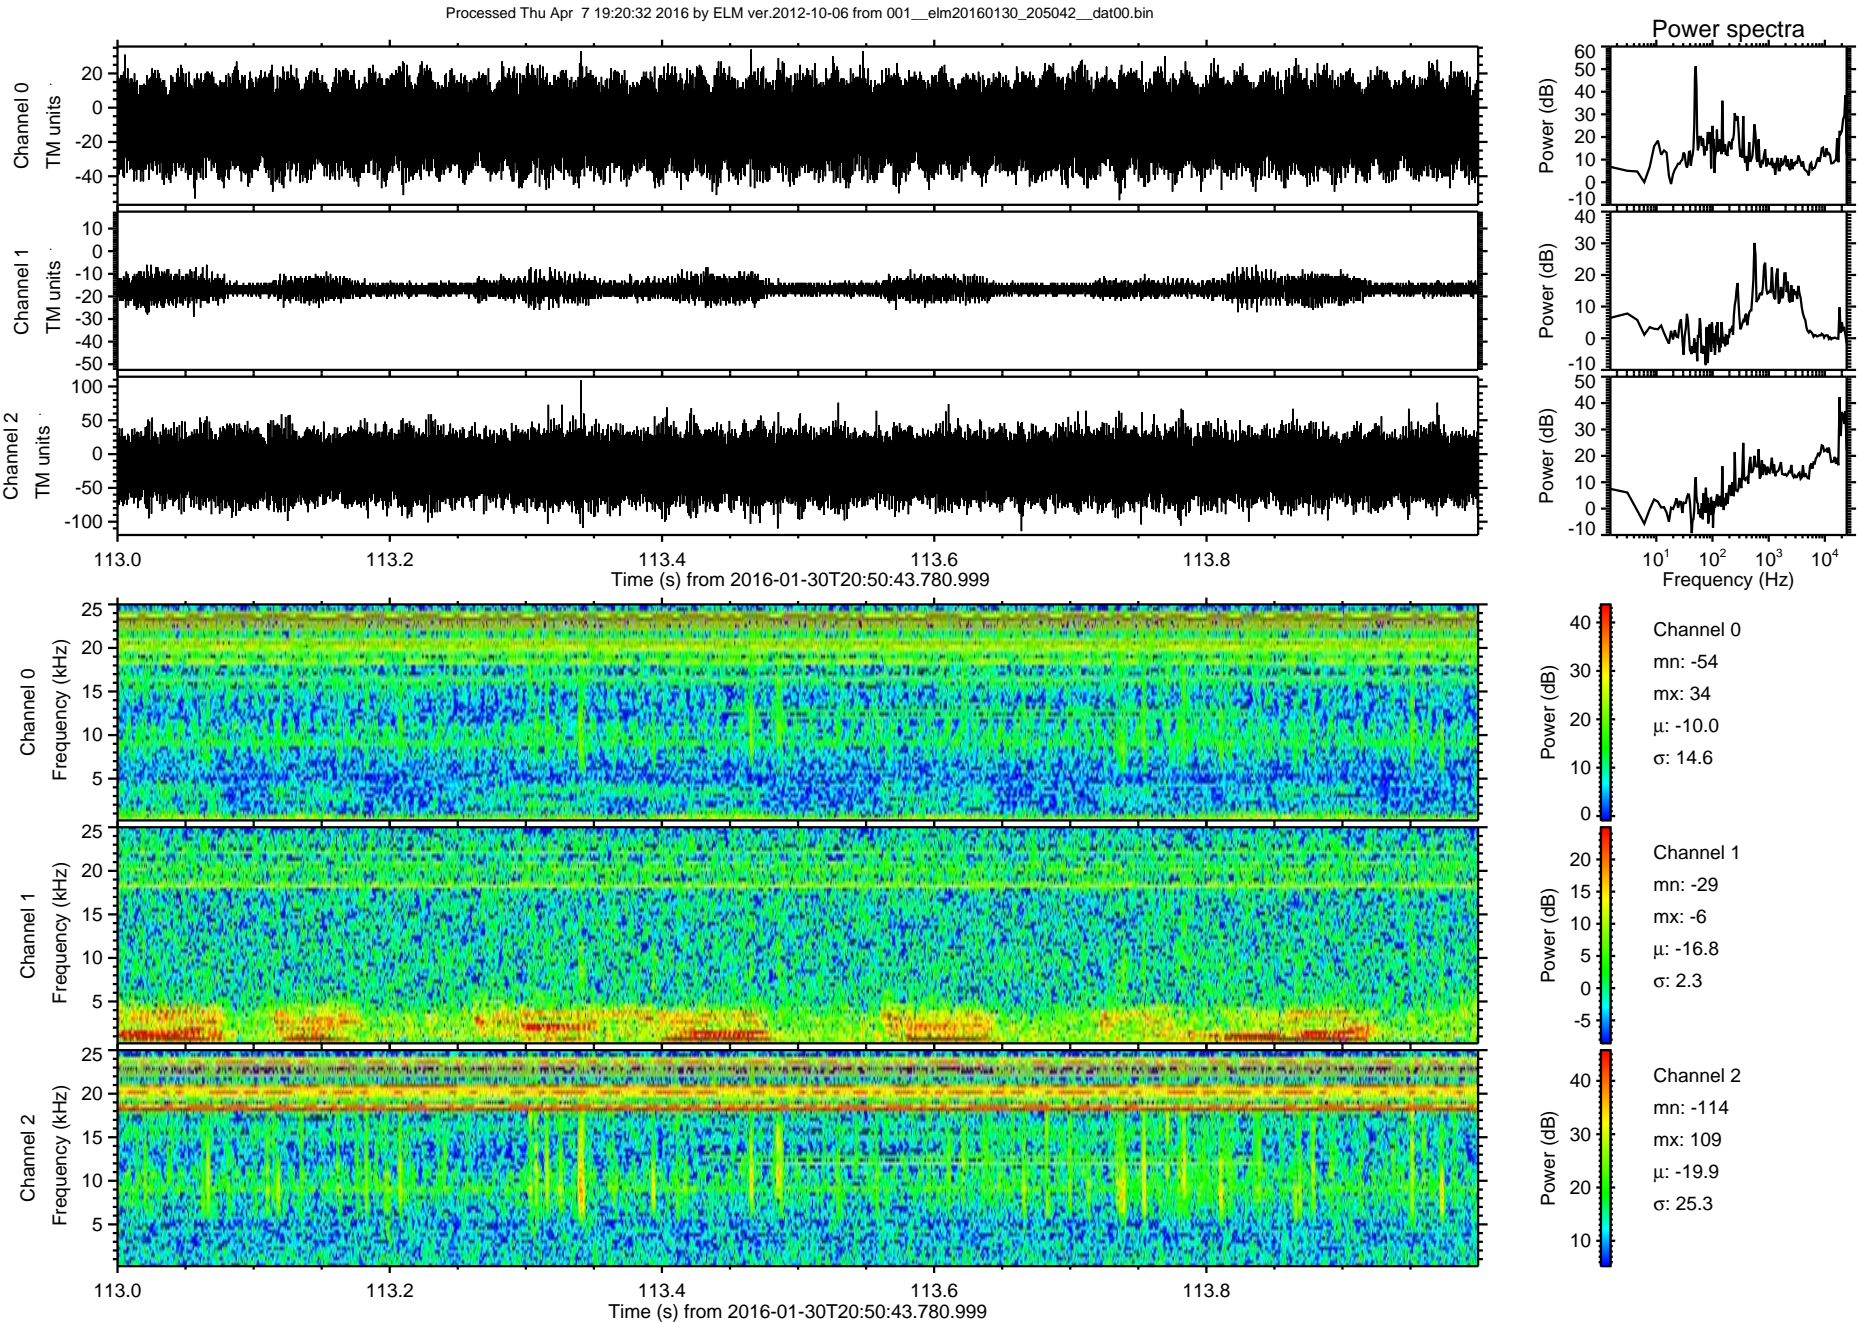 Processed Thu Apr  7 19:20:32 2016 by ELM ver.2012-10-06 from 001__elm20160130_205042__dat00.bin
Power spectra
Channel 0
TM units
20
0
-20
-40
Power (dB)
60
50
40
30
20
10
0
-10
Channel 1
TM units
10
0
-10
-20
-30
-40
-50
Power (dB)
40
30
20
10
0
-10
Channel 2
TM units
100
50
0
-50
-100
Power (dB)
50
40
30
20
10
0
-10
113.0 113.2 113.4 113.6 113.8
Time (s) from 2016-01-30T20:50:43.780.999
10^1 10^2 10^3 10^4
Frequency (Hz)
Channel 0
Frequency (kHz)
25
20
15
10
5
Power (dB)
40
30
20
10
0
Channel 0
mn: -54
mx: 34
μ: -10.0
σ: 14.6
Channel 1
Frequency (kHz)
25
20
15
10
5
Power (dB)
20
15
10
5
0
-5
Channel 1
mn: -29
mx: -6
μ: -16.8
σ: 2.3
Channel 2
Frequency (kHz)
25
20
15
10
5
Power (dB)
40
30
20
10
Channel 2
mn: -114
mx: 109
μ: -19.9
σ: 25.3
113.0 113.2 113.4 113.6 113.8
Time (s) from 2016-01-30T20:50:43.780.999